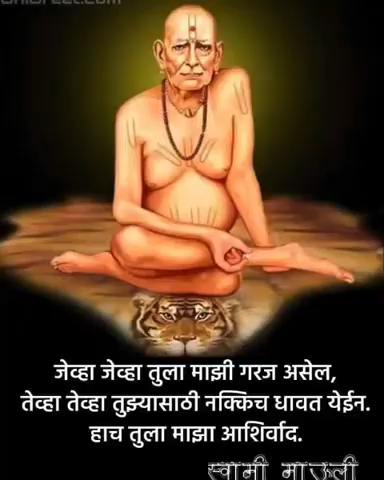 जेव्हा जेव्हा तुला माझी गरज असेल,
तेव्हा तेव्हा तुझ्यासाठी नक्किच धावत येईन.
हाच तुला माझा आशिर्वाद.
स्वामी माऊली